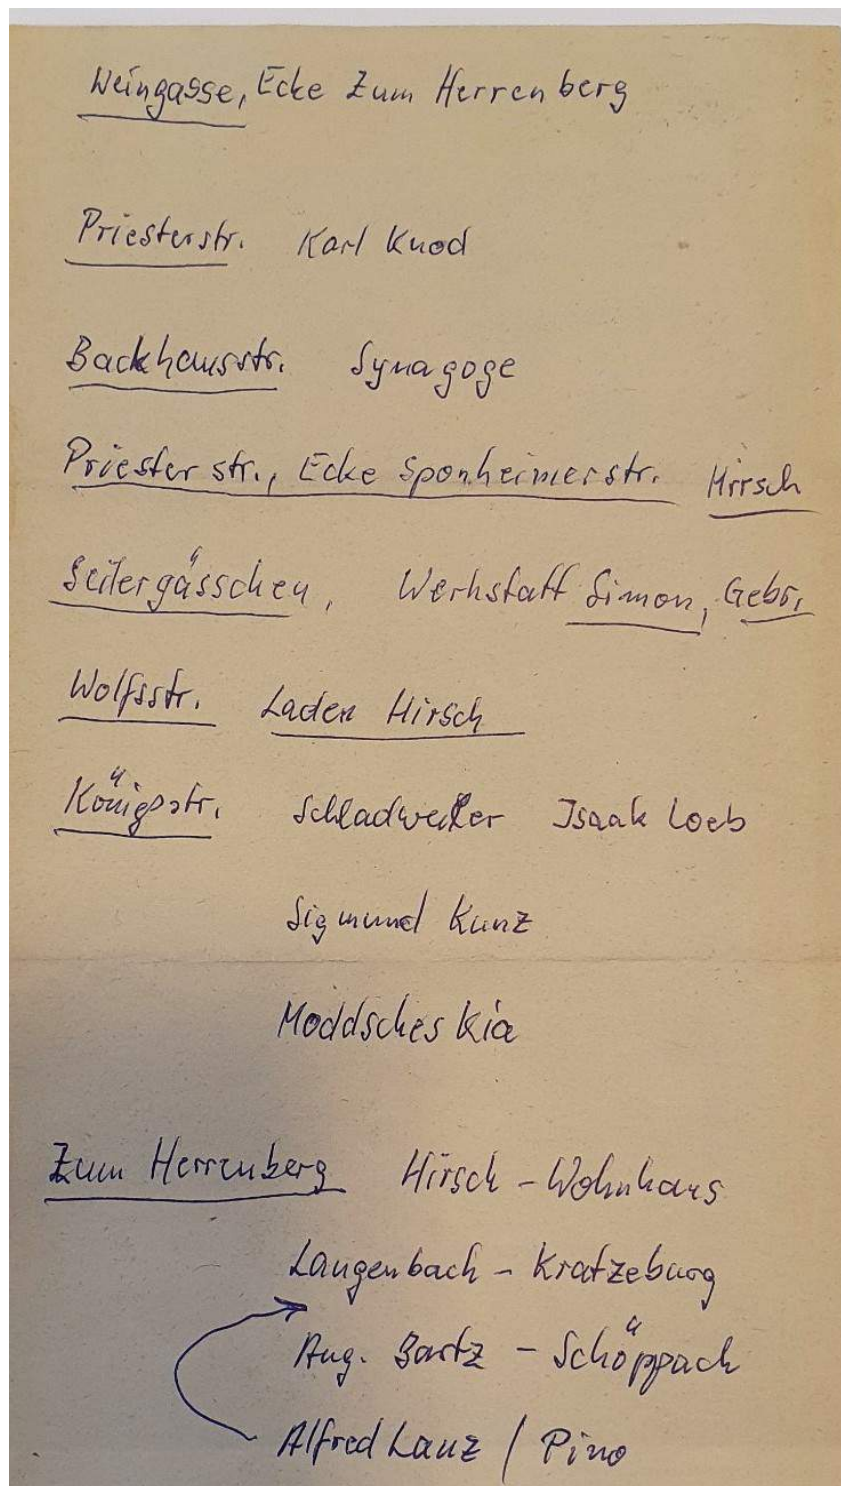 Weingasse, Ecke Zum Herrenberg
Priesterstr. Karl Knod
Backhausstr. Synagoge
Priesterstr., Ecke Sponheimerstr. Hirsch
Seilergässchen, Werkstatt Simon, Gebr.
Wolfsstr. Laden Hirsch
Königstr. Schladweiler Isaak Loeb
Sigmund Kunz
Moddsches Kia
Zum Herrenberg Hirsch - Wohnhaus
Langenbach - Kratzeburg
Aug. Bartz - Schöppach
Alfred Lanz / Pino